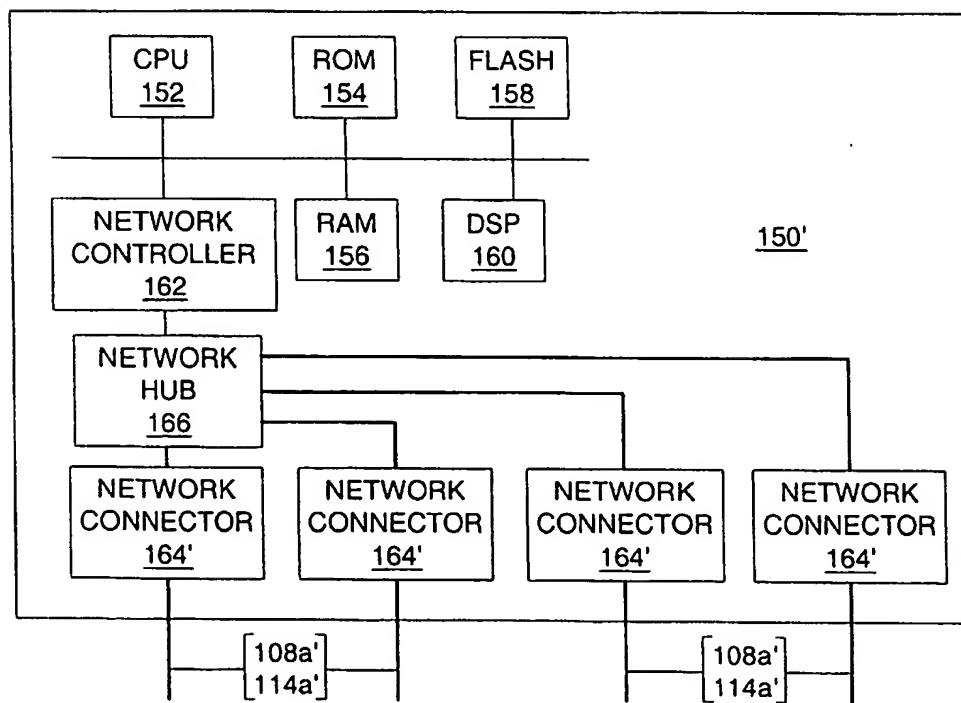 CPU
152
ROM
154
FLASH
158
NETWORK
CONTROLLER
162
RAM
156
DSP
160
150'
NETWORK
HUB
166
NETWORK
CONNECTOR
164'
NETWORK
CONNECTOR
164'
NETWORK
CONNECTOR
164'
NETWORK
CONNECTOR
164'
108a'
114a'
108a'
114a'